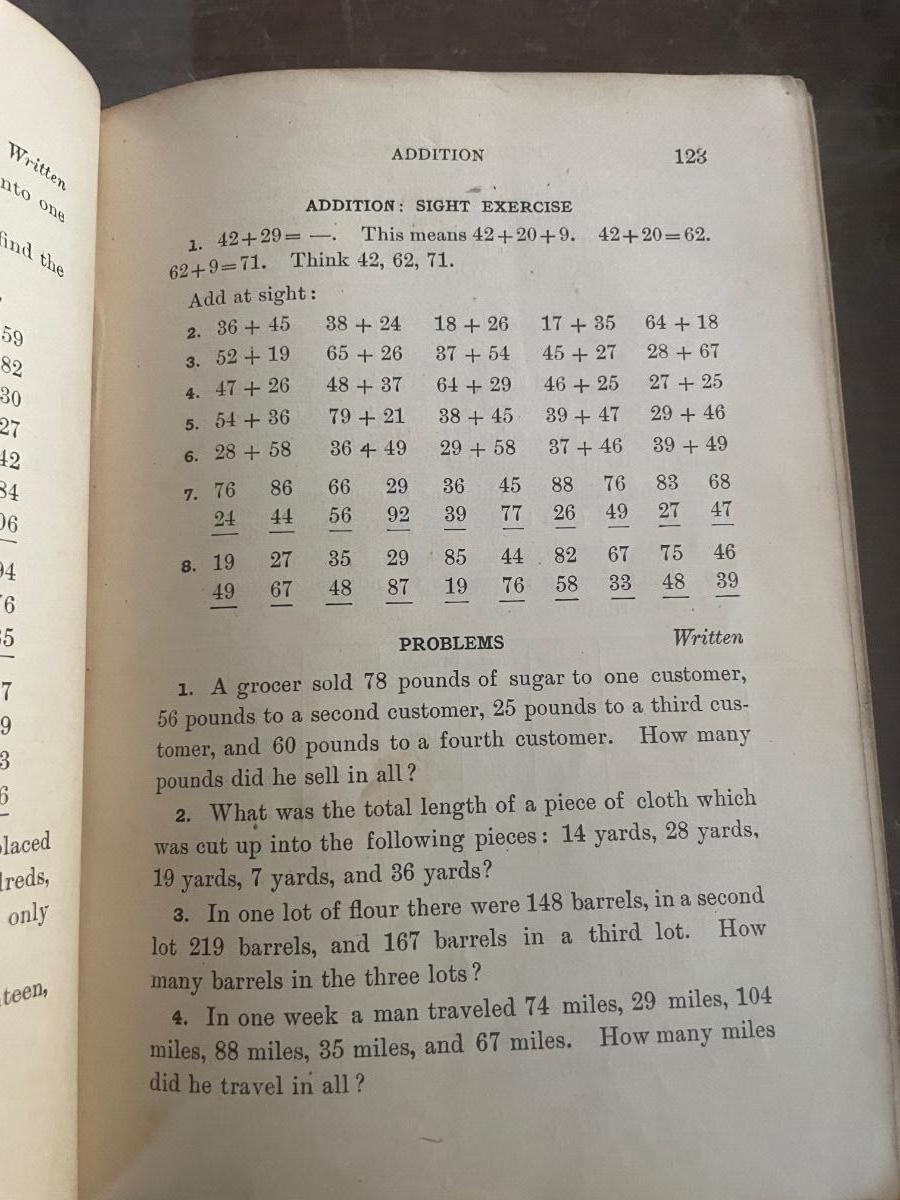 Written
nto one
find the
59
82
30
27
42
84
06
94
76
35
7
9
3
6
placed
dreds,
only
teen,
ADDITION 123
ADDITION: SIGHT EXERCISE
1. 42+29= —. This means 42+20+9. 42+20=62.
62+9=71. Think 42, 62, 71.
Add at sight:
2. 36 + 45 38 + 24 18 + 26 17 + 35 64 + 18
3. 52 + 19 65 + 26 37 + 54 45 + 27 28 + 67
4. 47 + 26 48 + 37 64 + 29 46 + 25 27 + 25
5. 54 + 36 79 + 21 38 + 45 39 + 47 29 + 46
6. 28 + 58 36 + 49 29 + 58 37 + 46 39 + 49
7. 76 86 66 29 36 45 88 76 83 68
24 44 56 92 39 77 26 49 27 47
8. 19 27 35 29 85 44 82 67 75 46
49 67 48 87 19 76 58 33 48 39
PROBLEMS Written
1. A grocer sold 78 pounds of sugar to one customer,
56 pounds to a second customer, 25 pounds to a third cus-
tomer, and 60 pounds to a fourth customer. How many
pounds did he sell in all?
2. What was the total length of a piece of cloth which
was cut up into the following pieces: 14 yards, 28 yards,
19 yards, 7 yards, and 36 yards?
3. In one lot of flour there were 148 barrels, in a second
lot 219 barrels, and 167 barrels in a third lot. How
many barrels in the three lots?
4. In one week a man traveled 74 miles, 29 miles, 104
miles, 88 miles, 35 miles, and 67 miles. How many miles
did he travel in all?